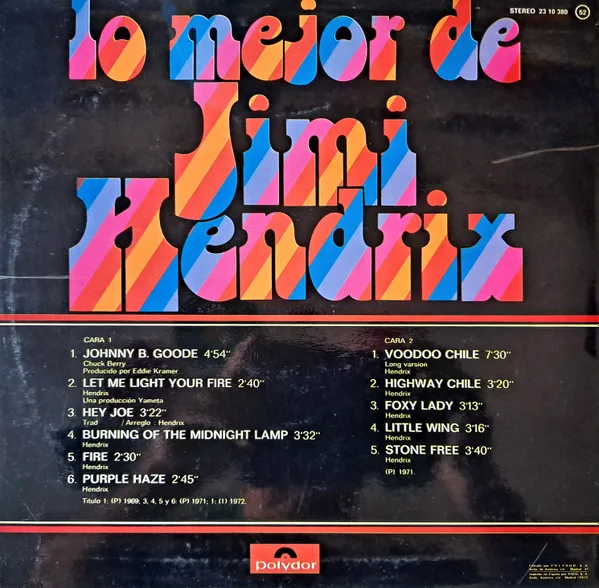 STEREO 23 10 380 52
lo mejor de
Jimi
Hendrix
CARA 1
1. JOHNNY B. GOODE 4'54"
Chuck Berry
Producido por Eddie Kramer
2. LET ME LIGHT YOUR FIRE 2'40"
Hendrix
Una producción Yameta
3. HEY JOE 3'22"
Trad / Arreglo : Hendrix
4. BURNING OF THE MIDNIGHT LAMP 3'32"
Hendrix
5. FIRE 2'30"
Hendrix
6. PURPLE HAZE 2'45"
Hendrix
Titulo 1: (P) 1969; 3, 4, 5 y 6: (P) 1971; 1: (1) 1972.
CARA 2
1. VOODOO CHILE 7'30"
Long varsion
Hendrix
2. HIGHWAY CHILE 3'20"
Hendrix
3. FOXY LADY 3'13"
Hendrix
4. LITTLE WING 3'16"
Hendrix
5. STONE FREE 3'40"
Hendrix
(P) 1971.
polydor
Editado por POLYDOR, S. A.